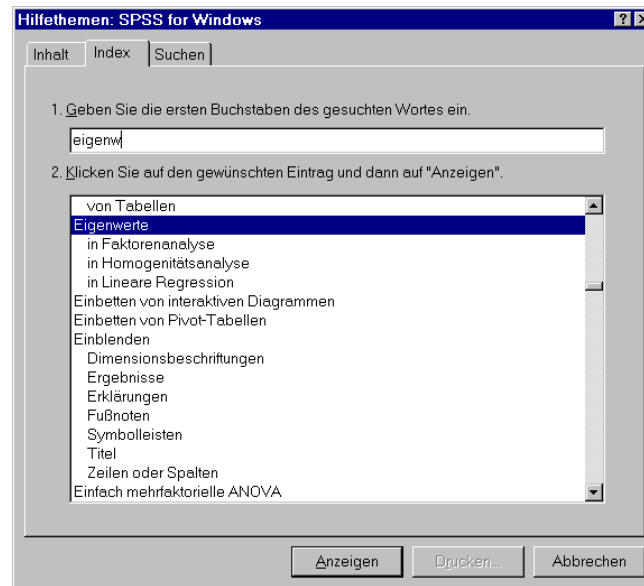 Hilfethemen: SPSS for Windows
Inhalt Index Suchen
1. Geben Sie die ersten Buchstaben des gesuchten Wortes ein.
eigenw
2. Klicken Sie auf den gewünschten Eintrag und dann auf "Anzeigen".
von Tabellen
Eigenwerte
in Faktorenanalyse
in Homogenitätsanalyse
in Lineare Regression
Einbetten von interaktiven Diagrammen
Einbetten von Pivot-Tabellen
Einblenden
Dimensionsbeschriftungen
Ergebnisse
Erklärungen
Fußnoten
Symbolleisten
Titel
Zeilen oder Spalten
Einfach mehrfaktorielle ANOVA
Anzeigen Drucken... Abbrechen